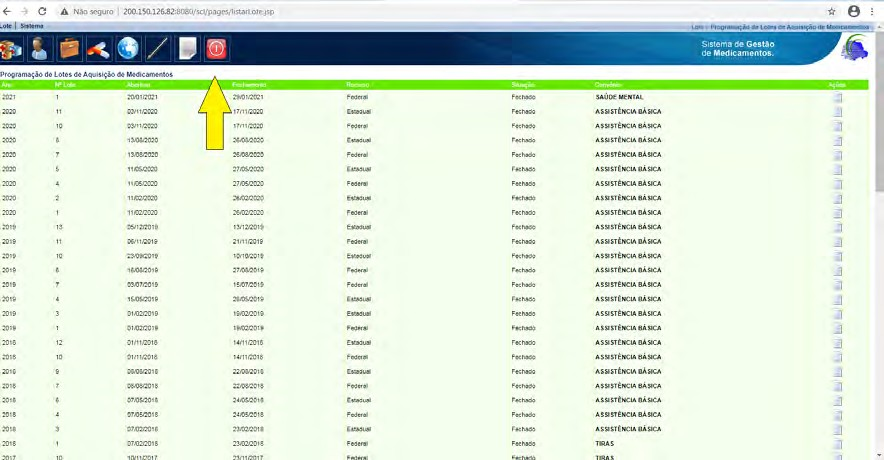 Não seguro | 200.150.126.82:8080/sci/pages/listarLote.jsp
Lote | Sistema
Lote :: Programação de Lotes de Aquisição de Medicamentos
Sistema de Gestão
de Medicamentos.
Programação de Lotes de Aquisição de Medicamentos
Ano Nº Lote Abertura Fechamento Recurso Situação Convênio Ações
2021 1 20/01/2021 29/01/2021 Federal Fechado SAÚDE MENTAL
2020 11 03/11/2020 17/11/2020 Estadual Fechado ASSISTÊNCIA BÁSICA
2020 10 03/11/2020 17/11/2020 Federal Fechado ASSISTÊNCIA BÁSICA
2020 13/08/2020 26/08/2020 Estadual Fechado ASSISTÊNCIA BÁSICA
2020 7 13/08/2020 26/08/2020 Federal Fechado ASSISTÊNCIA BÁSICA
2020 5 11/05/2020 27/05/2020 Estadual Fechado ASSISTÊNCIA BÁSICA
2020 4 11/05/2020 27/05/2020 Federal Fechado ASSISTÊNCIA BÁSICA
2020 2 11/02/2020 26/02/2020 Estadual Fechado ASSISTÊNCIA BÁSICA
2020 1 11/02/2020 26/02/2020 Federal Fechado ASSISTÊNCIA BÁSICA
2019 13 05/12/2019 13/12/2019 Estadual Fechado ASSISTÊNCIA BÁSICA
2019 11 06/11/2019 21/11/2019 Federal Fechado ASSISTÊNCIA BÁSICA
2019 10 23/09/2019 10/10/2019 Estadual Fechado ASSISTÊNCIA BÁSICA
2019 16/08/2019 27/08/2019 Federal Fechado ASSISTÊNCIA BÁSICA
2019 7 03/07/2019 15/07/2019 Federal Fechado ASSISTÊNCIA BÁSICA
2019 4 15/05/2019 28/05/2019 Estadual Fechado ASSISTÊNCIA BÁSICA
2019 3 01/02/2019 19/02/2019 Estadual Fechado ASSISTÊNCIA BÁSICA
2019 1 01/02/2019 19/02/2019 Federal Fechado ASSISTÊNCIA BÁSICA
2018 12 01/11/2018 14/11/2018 Estadual Fechado ASSISTÊNCIA BÁSICA
2018 10 01/11/2018 14/11/2018 Federal Fechado ASSISTÊNCIA BÁSICA
2018 9 08/08/2018 22/08/2018 Estadual Fechado ASSISTÊNCIA BÁSICA
2018 7 08/08/2018 22/08/2018 Federal Fechado ASSISTÊNCIA BÁSICA
2018 6 07/05/2018 24/05/2018 Estadual Fechado ASSISTÊNCIA BÁSICA
2018 4 07/05/2018 24/05/2018 Federal Fechado ASSISTÊNCIA BÁSICA
2018 3 07/02/2018 23/02/2018 Estadual Fechado ASSISTÊNCIA BÁSICA
2018 1 07/02/2018 23/02/2018 Federal Fechado TIRAS
2017 10 10/11/2017 23/11/2017 Federal Fechado TIRAS